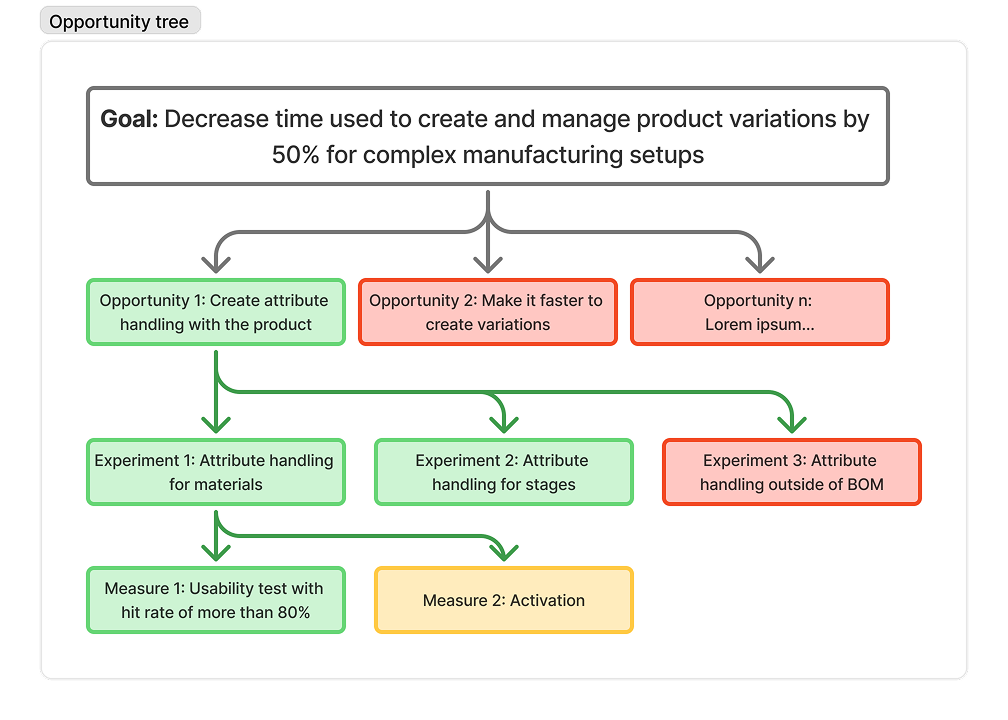 Opportunity tree
Goal: Decrease time used to create and manage product variations by
50% for complex manufacturing setups
Opportunity 1: Create attribute
handling with the product
Opportunity 2: Make it faster to
create variations
Opportunity n:
Lorem ipsum...
Experiment 1: Attribute handling
for materials
Experiment 2: Attribute
handling for stages
Experiment 3: Attribute
handling outside of BOM
Measure 1: Usability test with
hit rate of more than 80%
Measure 2: Activation